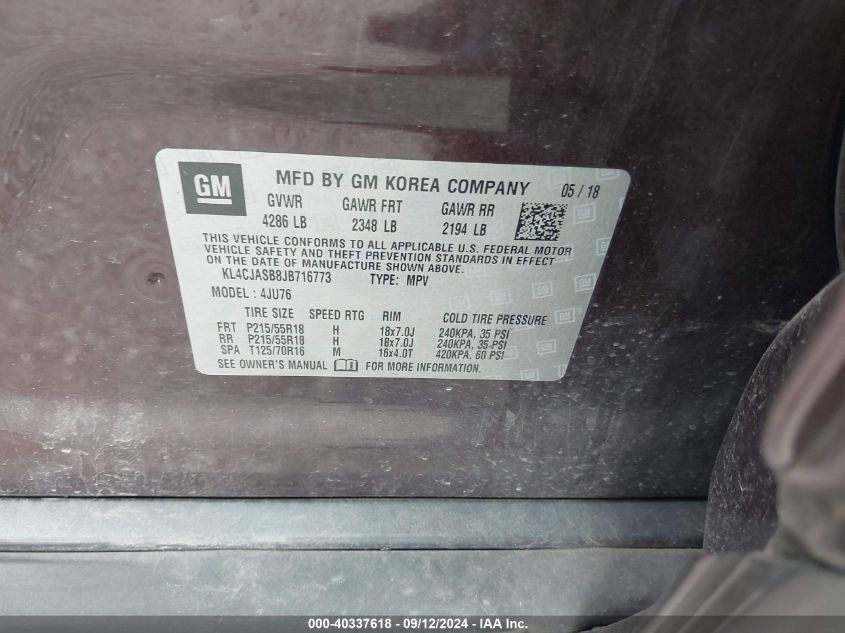 GM
MFD BY GM KOREA COMPANY 05 / 18
GVWR GAWR FRT GAWR RR
4286 LB 2348 LB 2194 LB
THIS VEHICLE CONFORMS TO ALL APPLICABLE U.S. FEDERAL MOTOR
VEHICLE SAFETY AND THEFT PREVENTION STANDARDS IN EFFECT
ON THE DATE OF MANUFACTURE SHOWN ABOVE.
KL4CJASB8JB716773 TYPE: MPV
MODEL: 4JU76
TIRE SIZE SPEED RTG RIM COLD TIRE PRESSURE
FRT P215/55R18 H 18x7.0J 240KPA, 35 PSI
RR P215/55R18 H 18x7.0J 240KPA, 35 PSI
SPA T125/70R16 M 16x4.0T 420KPA, 60 PSI
SEE OWNER'S MANUAL FOR MORE INFORMATION.
000-40337618 - 09/12/2024 - IAA Inc.